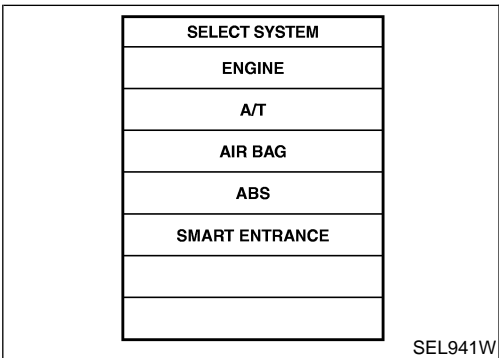 SELECT SYSTEM
ENGINE
A/T
AIR BAG
ABS
SMART ENTRANCE
SEL941W